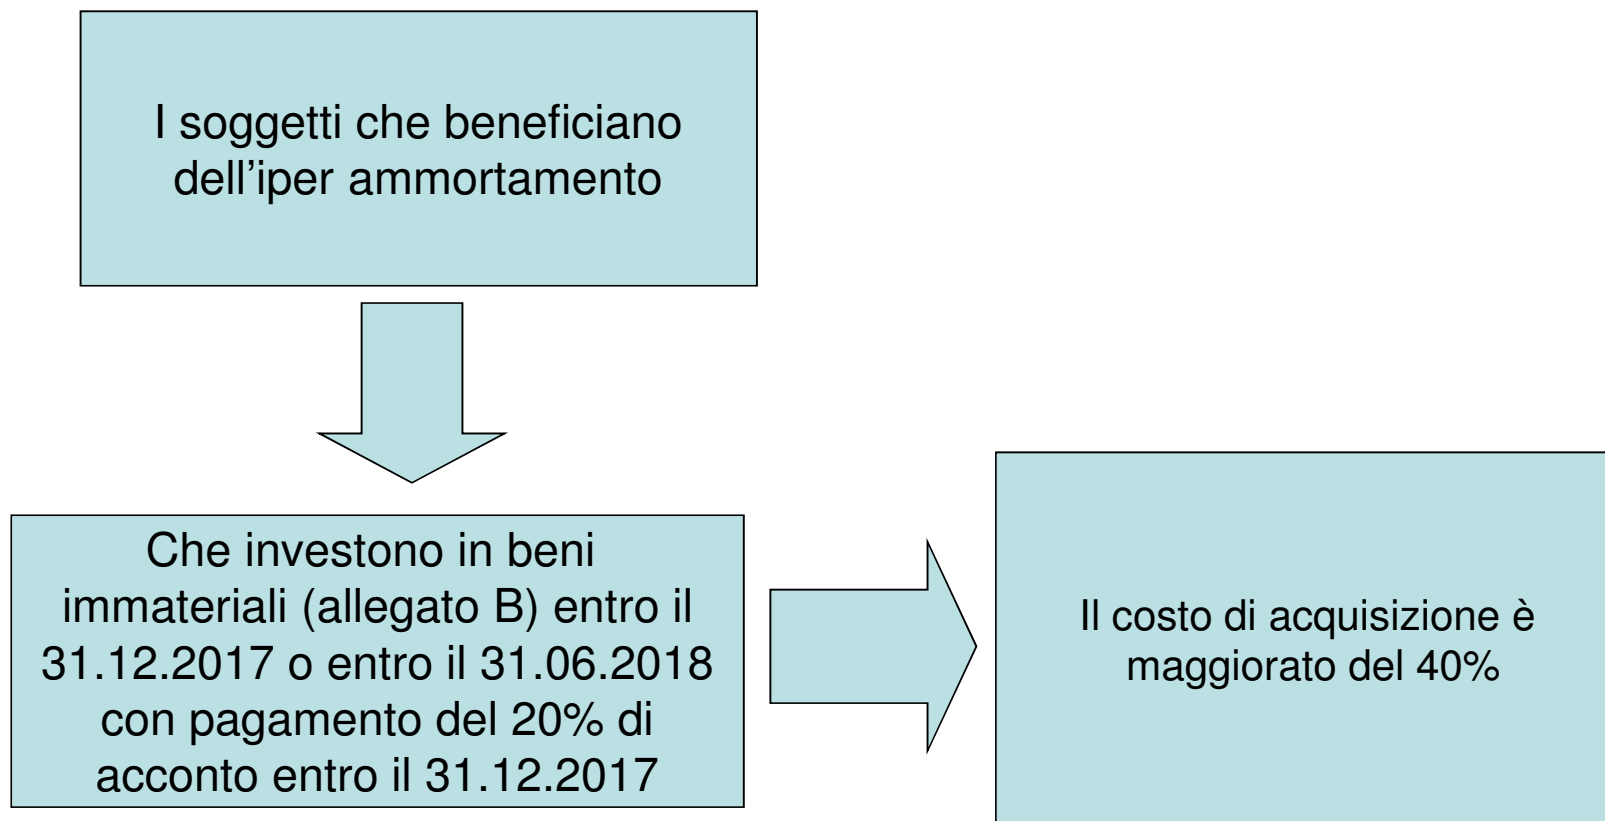 I soggetti che beneficiano
dell'iper ammortamento
Che investono in beni
immateriali (allegato B) entro il
31.12.2017 o entro il 31.06.2018
con pagamento del 20% di
acconto entro il 31.12.2017
Il costo di acquisizione è
maggiorato del 40%